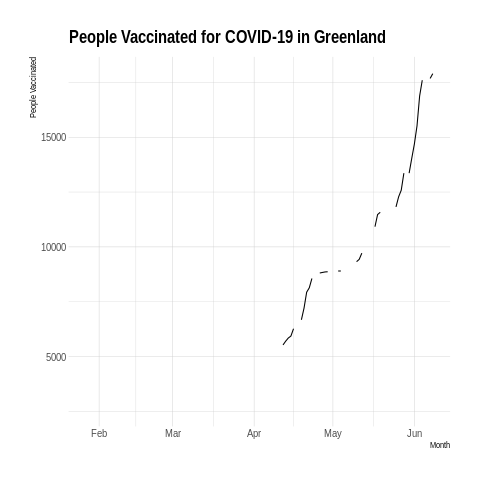 People Vaccinated for COVID-19 in Greenland
People Vaccinated
15000
10000
5000
Feb Mar Apr May Jun
Month